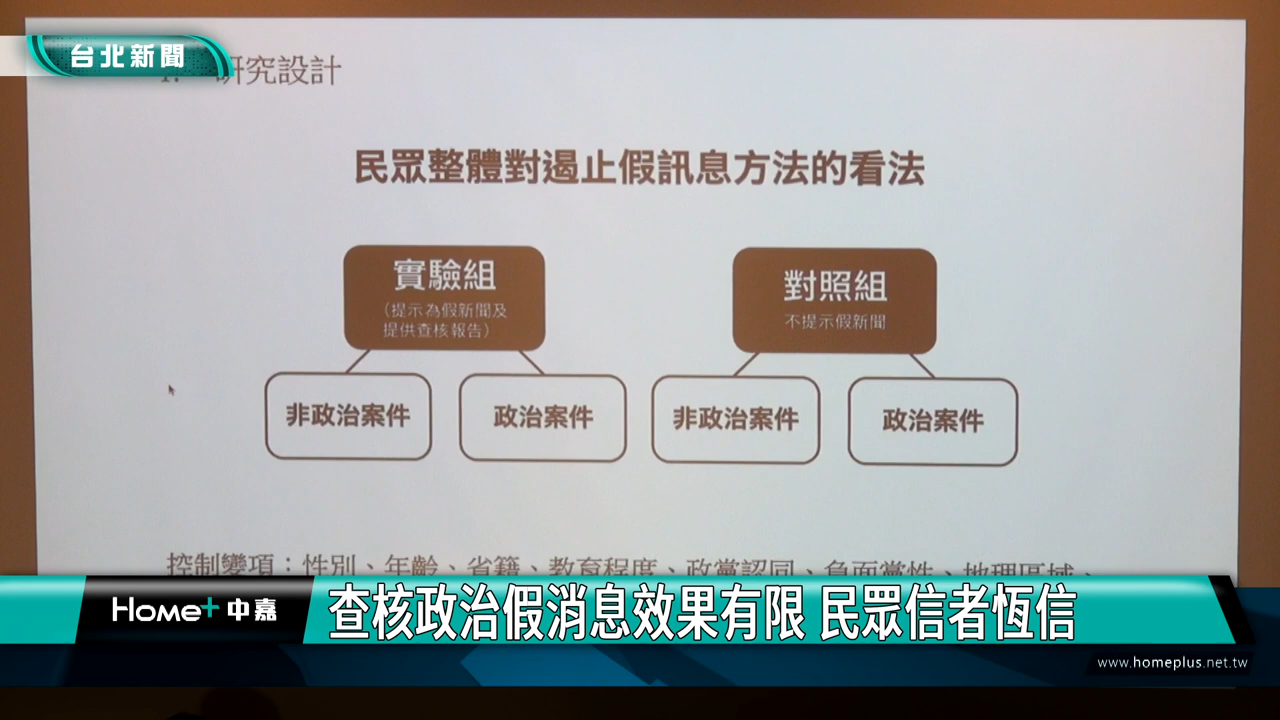 台北新聞
研究設計
民眾整體對遏止假訊息方法的看法
實驗組
(提示為假新聞及
提供查核報告)
對照組
不提示假新聞
非政治案件
政治案件
非政治案件
政治案件
控制變項：性別、年齡、省籍、教育程度、政黨認同、負面黨性、地理區域、
Home+ 中嘉
查核政治假消息效果有限 民眾信者恆信
www.homeplus.net.tw